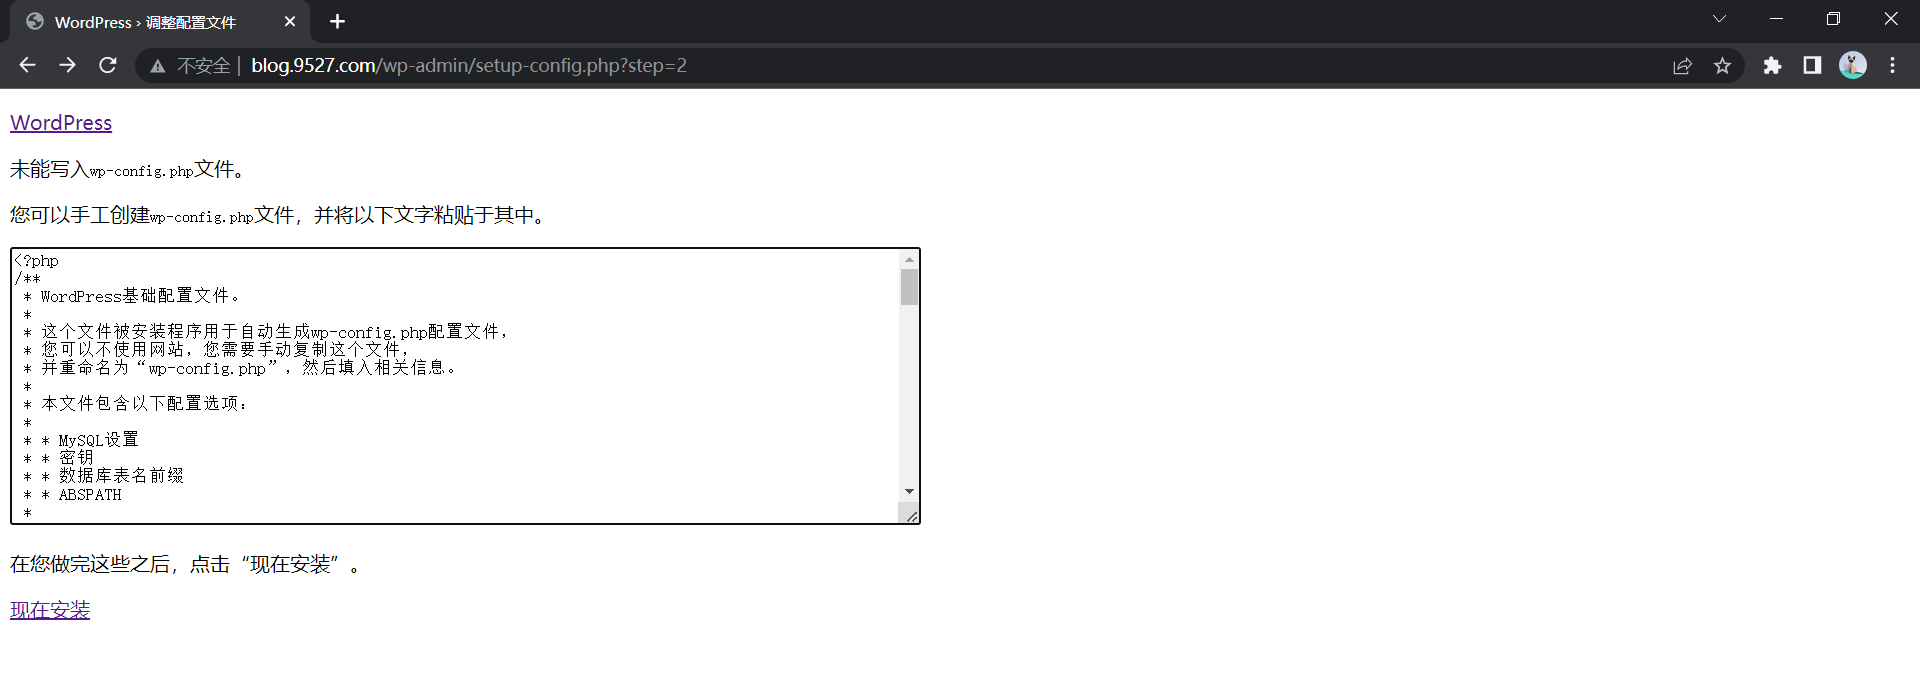 WordPress › 调整配置文件
不安全 | blog.9527.com/wp-admin/setup-config.php?step=2
WordPress
未能写入wp-config.php文件。
您可以手工创建wp-config.php文件，并将以下文字粘贴于其中。
<?php
/**
 * WordPress基础配置文件。
 *
 * 这个文件被安装程序用于自动生成wp-config.php配置文件，
 * 您可以不使用网站，您需要手动复制这个文件，
 * 并重命名为“wp-config.php”，然后填入相关信息。
 *
 * 本文件包含以下配置选项：
 *
 * * MySQL设置
 * * 密钥
 * * 数据库表名前缀
 * * ABSPATH
 *
在您做完这些之后，点击“现在安装”。
现在安装